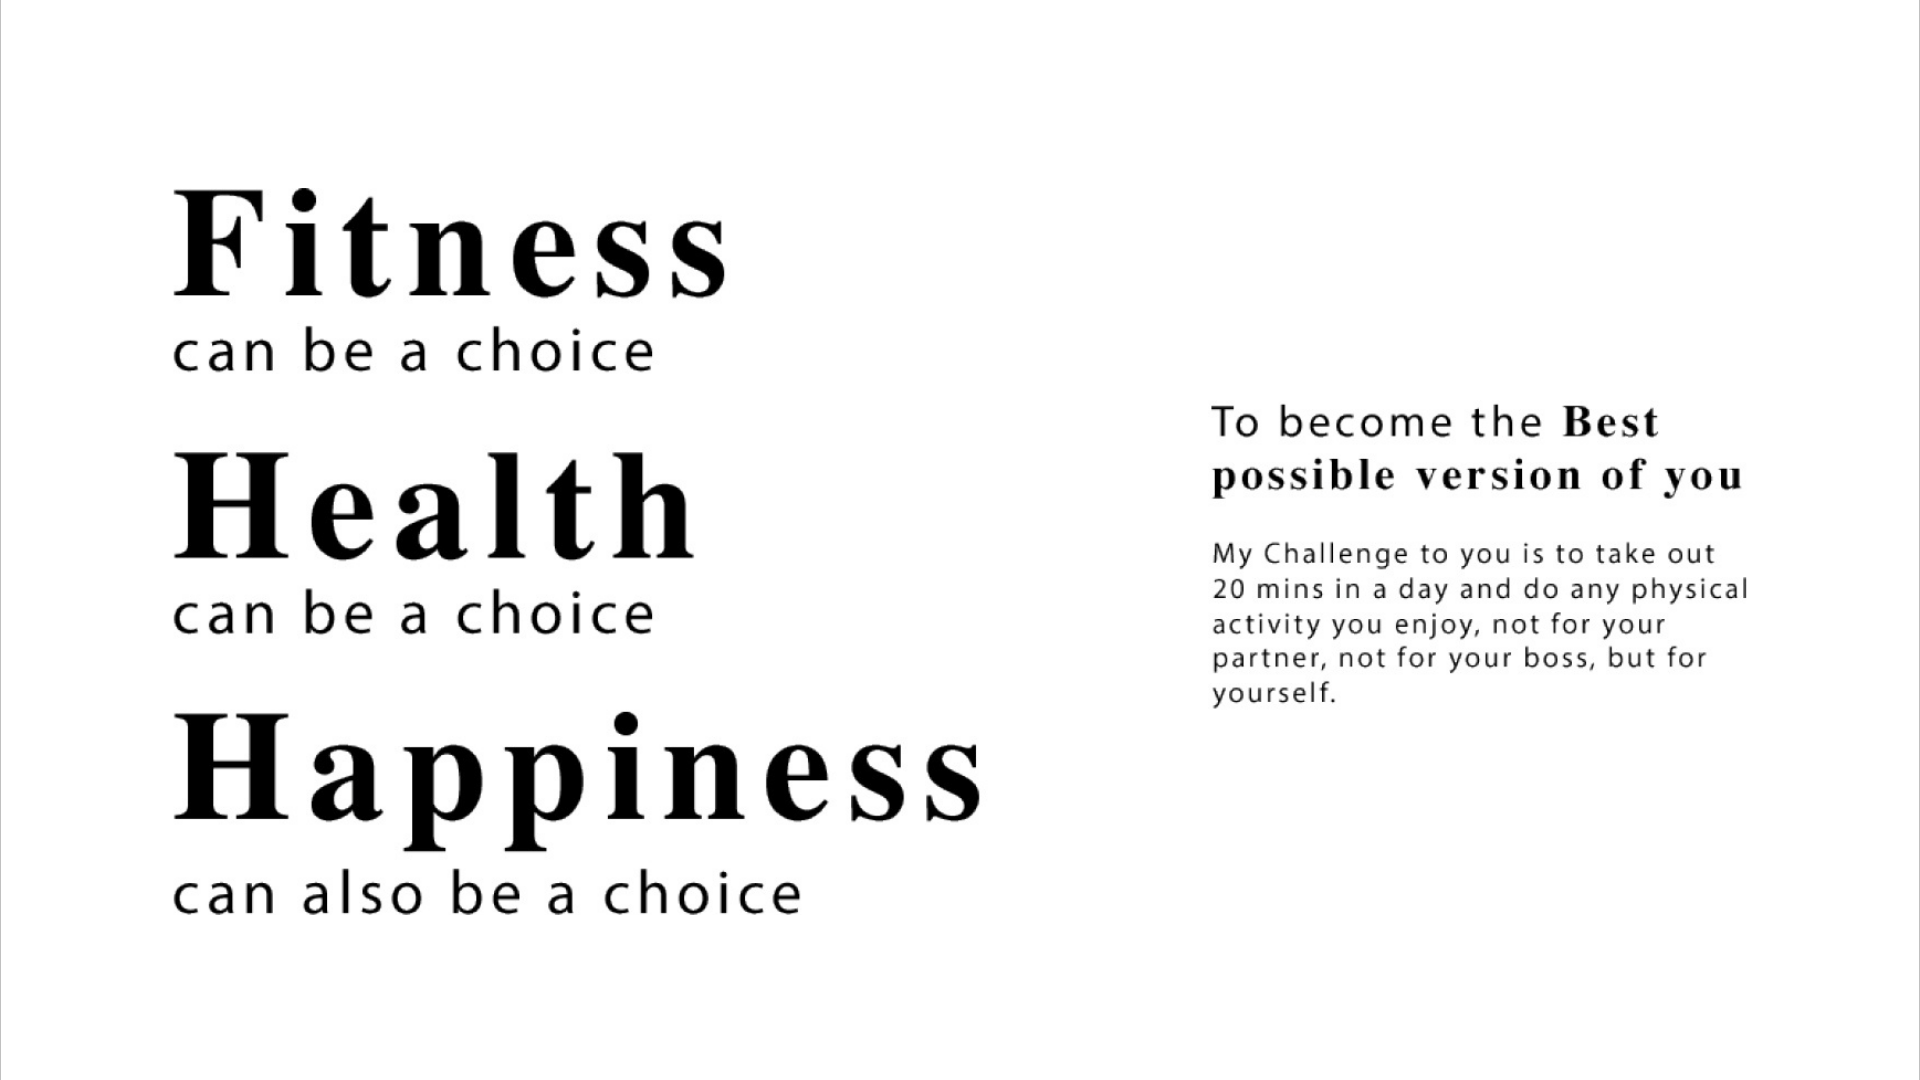 Fitness
can be a choice
Health
can be a choice
Happiness
can also be a choice
To become the Best
possible version of you
My Challenge to you is to take out
20 mins in a day and do any physical
activity you enjoy, not for your
partner, not for your boss, but for
yourself.